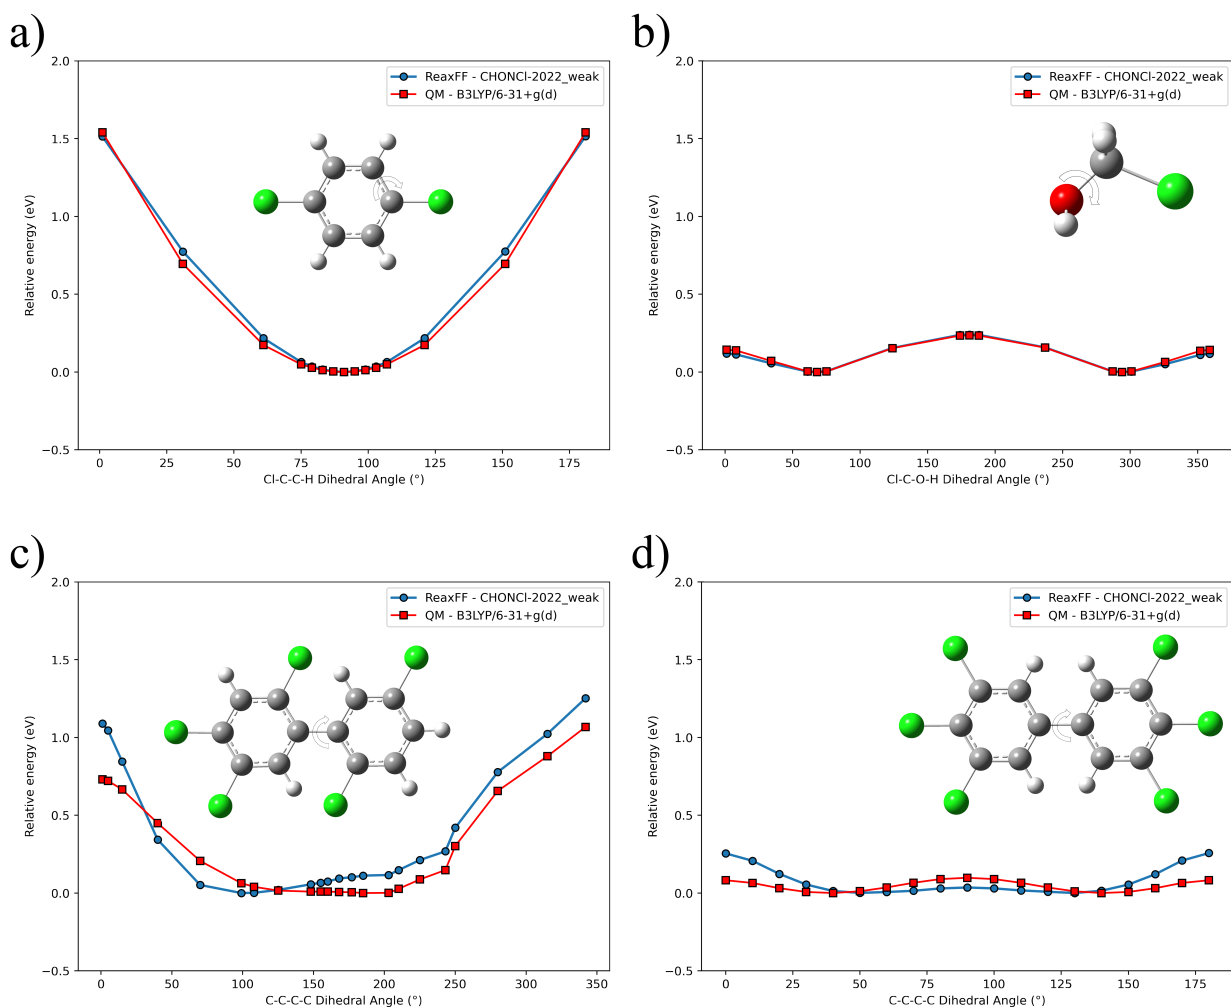 a)
2.0
1.5
1.0
0.5
0.0
−0.5
Relative energy (eV)
ReaxFF - CHONCl-2022_weak
QM - B3LYP/6-31+g(d)
0 25 50 75 100 125 150 175
Cl-C-C-H Dihedral Angle (°)
b)
2.0
1.5
1.0
0.5
0.0
−0.5
Relative energy (eV)
ReaxFF - CHONCl-2022_weak
QM - B3LYP/6-31+g(d)
0 50 100 150 200 250 300 350
Cl-C-O-H Dihedral Angle (°)
c)
2.0
1.5
1.0
0.5
0.0
−0.5
Relative energy (eV)
ReaxFF - CHONCl-2022_weak
QM - B3LYP/6-31+g(d)
0 50 100 150 200 250 300 350
C-C-C-C Dihedral Angle (°)
d)
2.0
1.5
1.0
0.5
0.0
−0.5
Relative energy (eV)
ReaxFF - CHONCl-2022_weak
QM - B3LYP/6-31+g(d)
0 25 50 75 100 125 150 175
C-C-C-C Dihedral Angle (°)